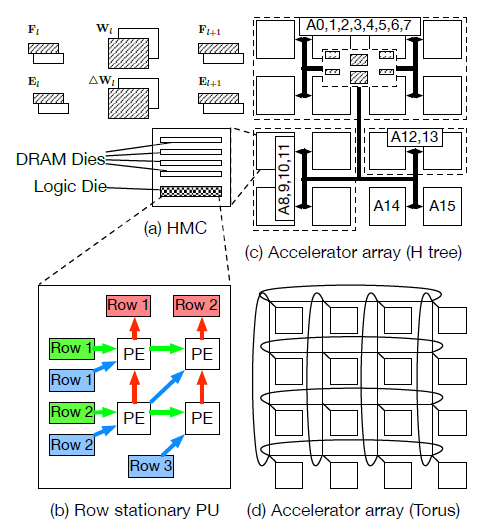 F_l W_l F_{l+1}
E_l △W_l E_{l+1}
A0,1,2,3,4,5,6,7
DRAM Dies
Logic Die
(a) HMC
A8,9,10,11
A12,13
A14 A15
(c) Accelerator array (H tree)
Row 1 Row 2
Row 1 PE PE
Row 1
Row 2 PE PE
Row 2
Row 3
(b) Row stationary PU
(d) Accelerator array (Torus)